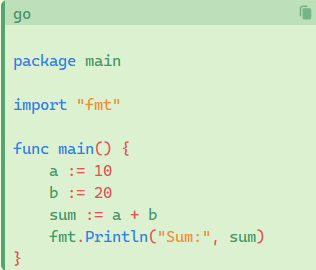 go
package main
import "fmt"
func main() {
    a := 10
    b := 20
    sum := a + b
    fmt.Println("Sum:", sum)
}